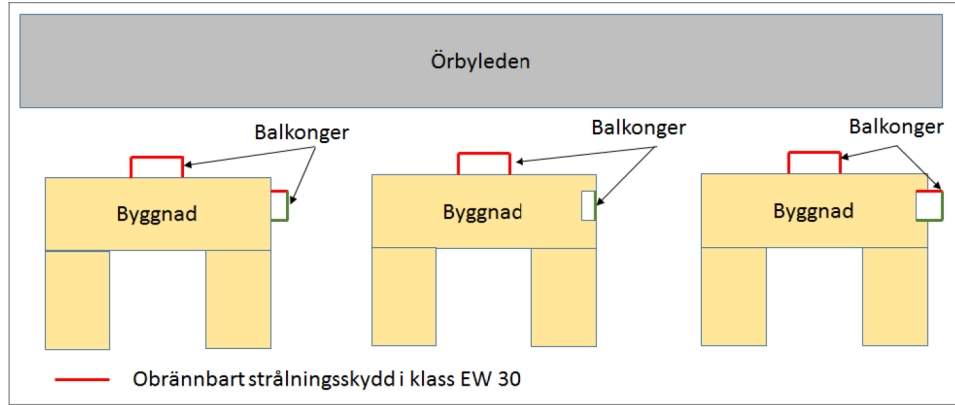 Örbyleden
Balkonger
Balkonger
Balkonger
Byggnad
Byggnad
Byggnad
Obrännbart strålningsskydd i klass EW 30